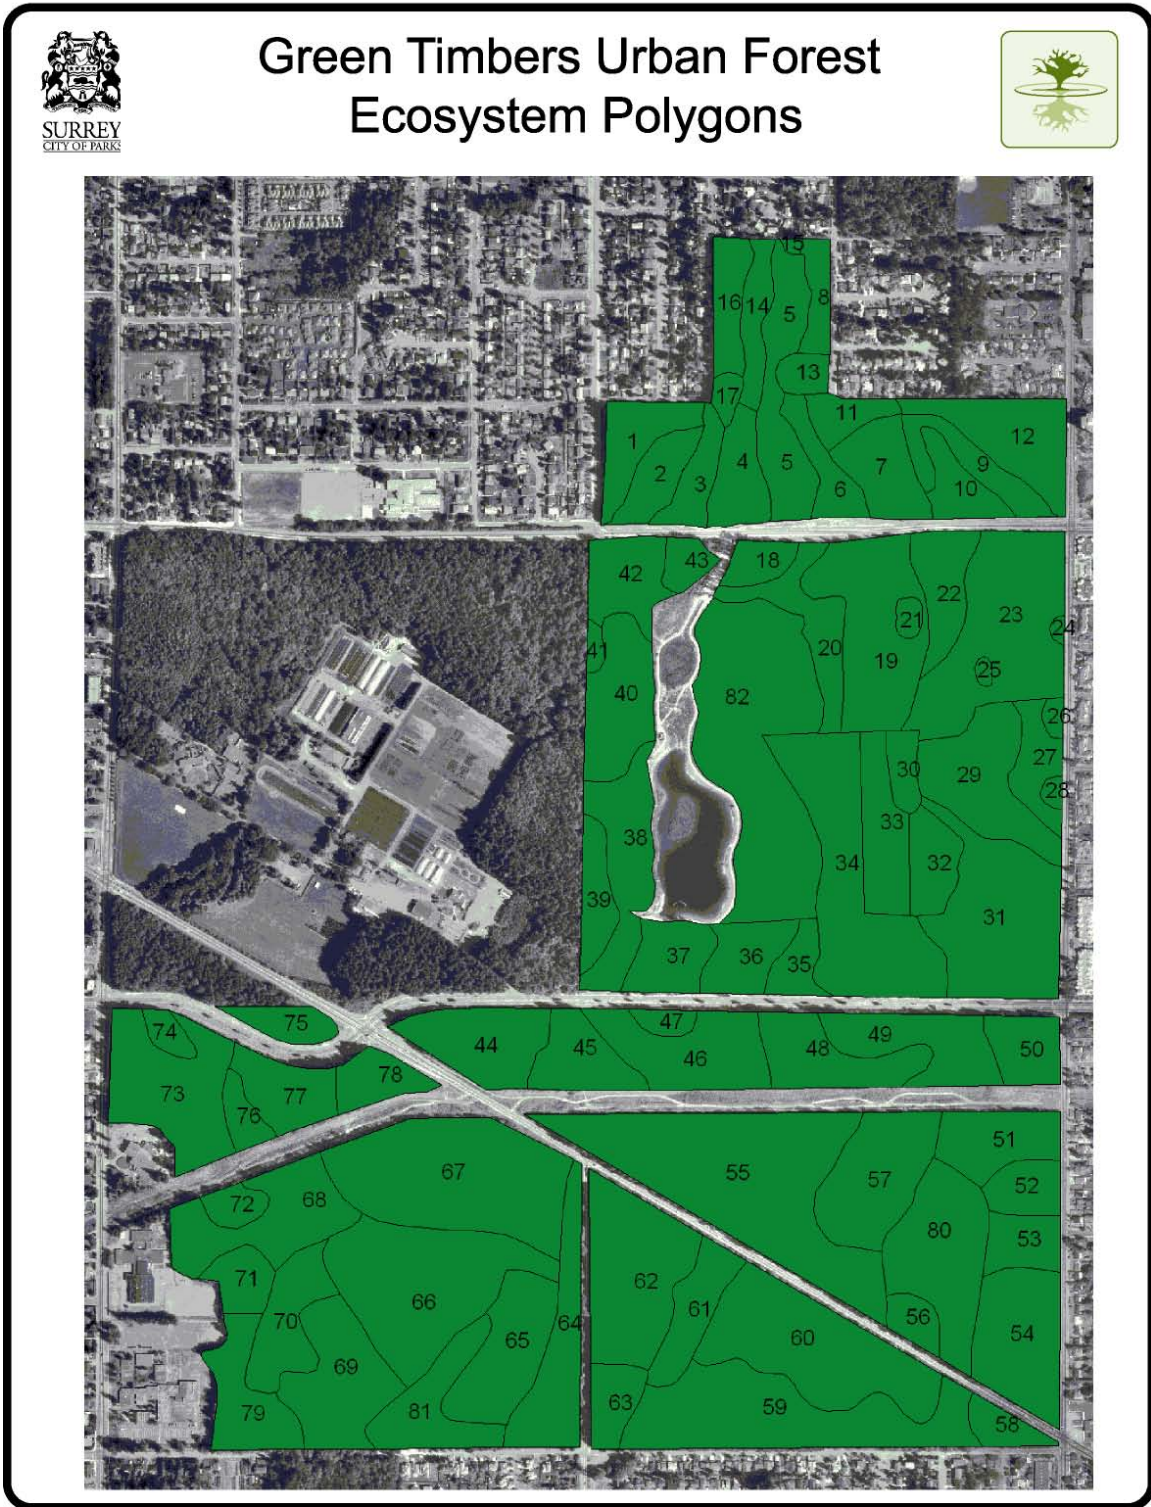 Green Timbers Urban Forest
Ecosystem Polygons
SURREY
CITY OF PARKS
15
16 14 5 8
13
17
11
1 2 3 4 5 6 7 9 10 12
42 43 18
41 40 82 20 19 21 22 23 24 25
26 27 28
30 29
38 33
34 32
39 31
37 36 35
74 75
44 45 47 46 48 49 50
73 76 77 78
67 55 57 51
72 68 52
80 53
71 62
70 66 61 56
64 60 54
65
69
79 81 63 59 58